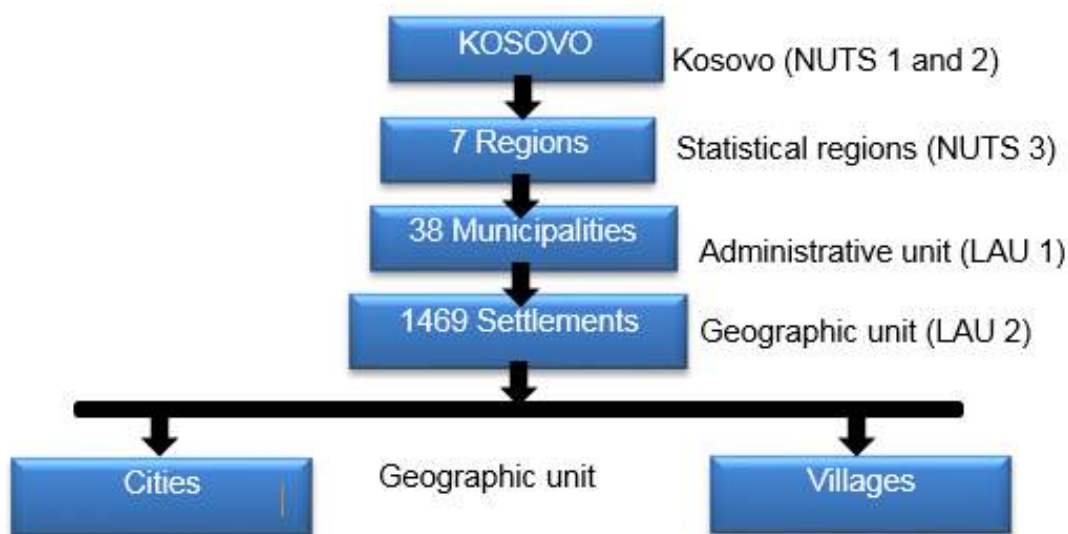 KOSOVO
Kosovo (NUTS 1 and 2)
7 Regions
Statistical regions (NUTS 3)
38 Municipalities
Administrative unit (LAU 1)
1469 Settlements
Geographic unit (LAU 2)
Cities
Geographic unit
Villages